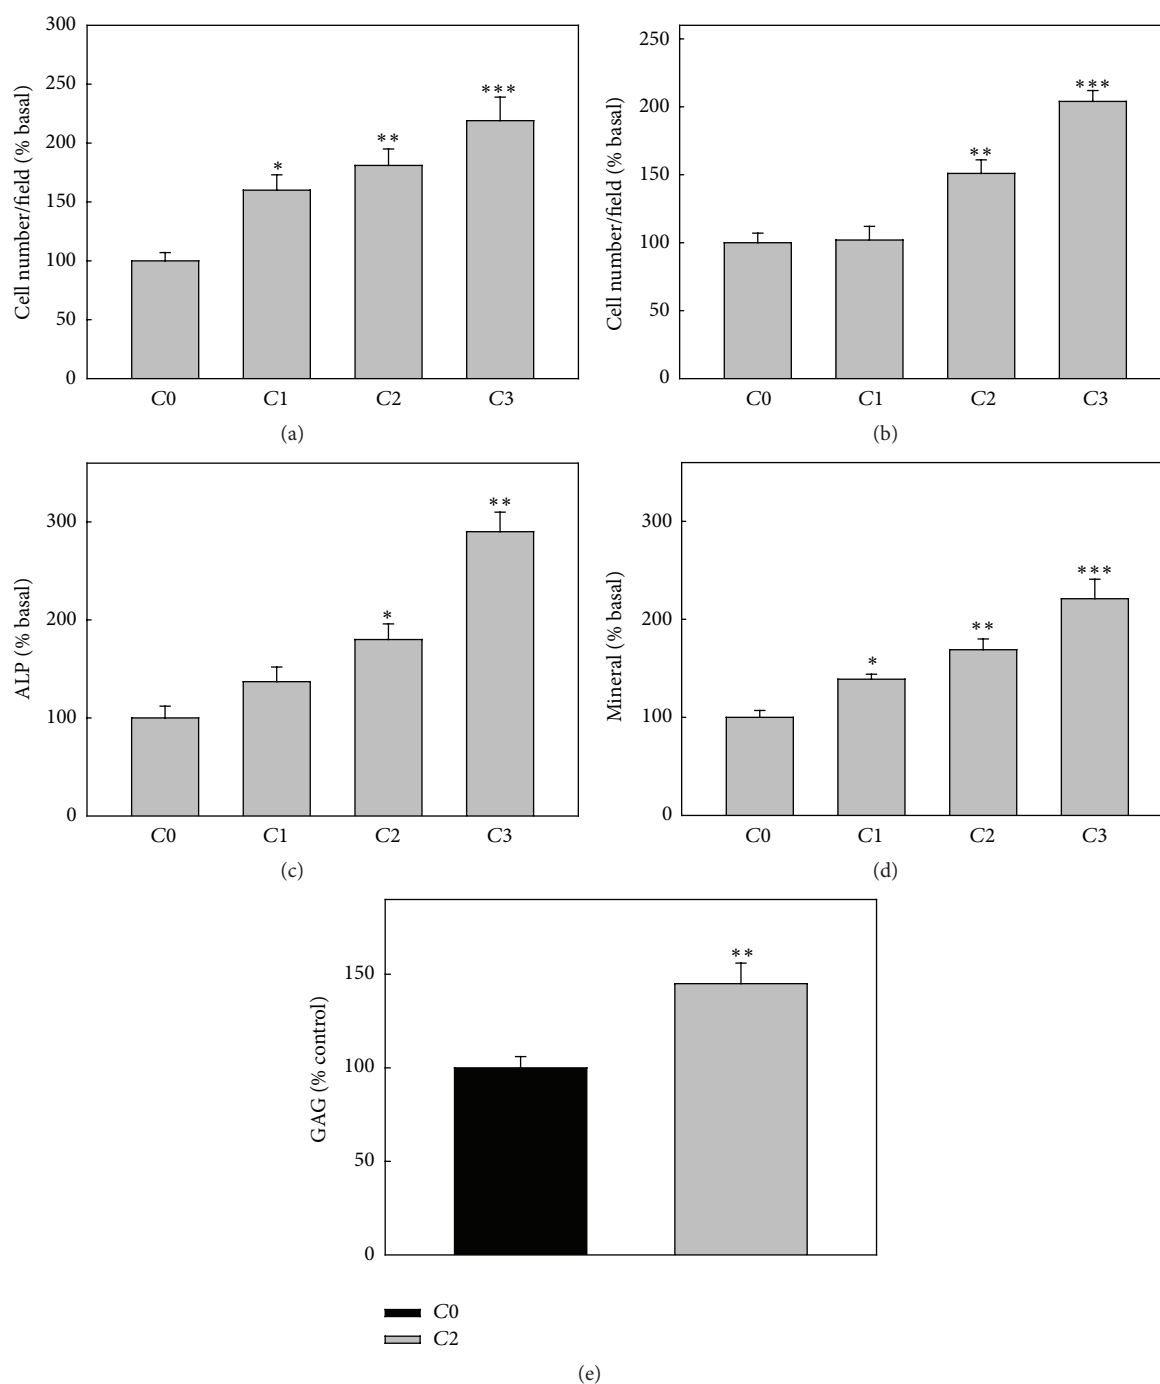 300
250
200
150
100
50
0
Cell number/field (% basal)
*
**
***
C0 C1 C2 C3
(a)
250
200
150
100
50
0
Cell number/field (% basal)
**
***
C0 C1 C2 C3
(b)
300
200
100
0
ALP (% basal)
*
**
C0 C1 C2 C3
(c)
300
200
100
0
Mineral (% basal)
*
**
***
C0 C1 C2 C3
(d)
150
100
50
0
GAG (% control)
**
C0
C2
(e)